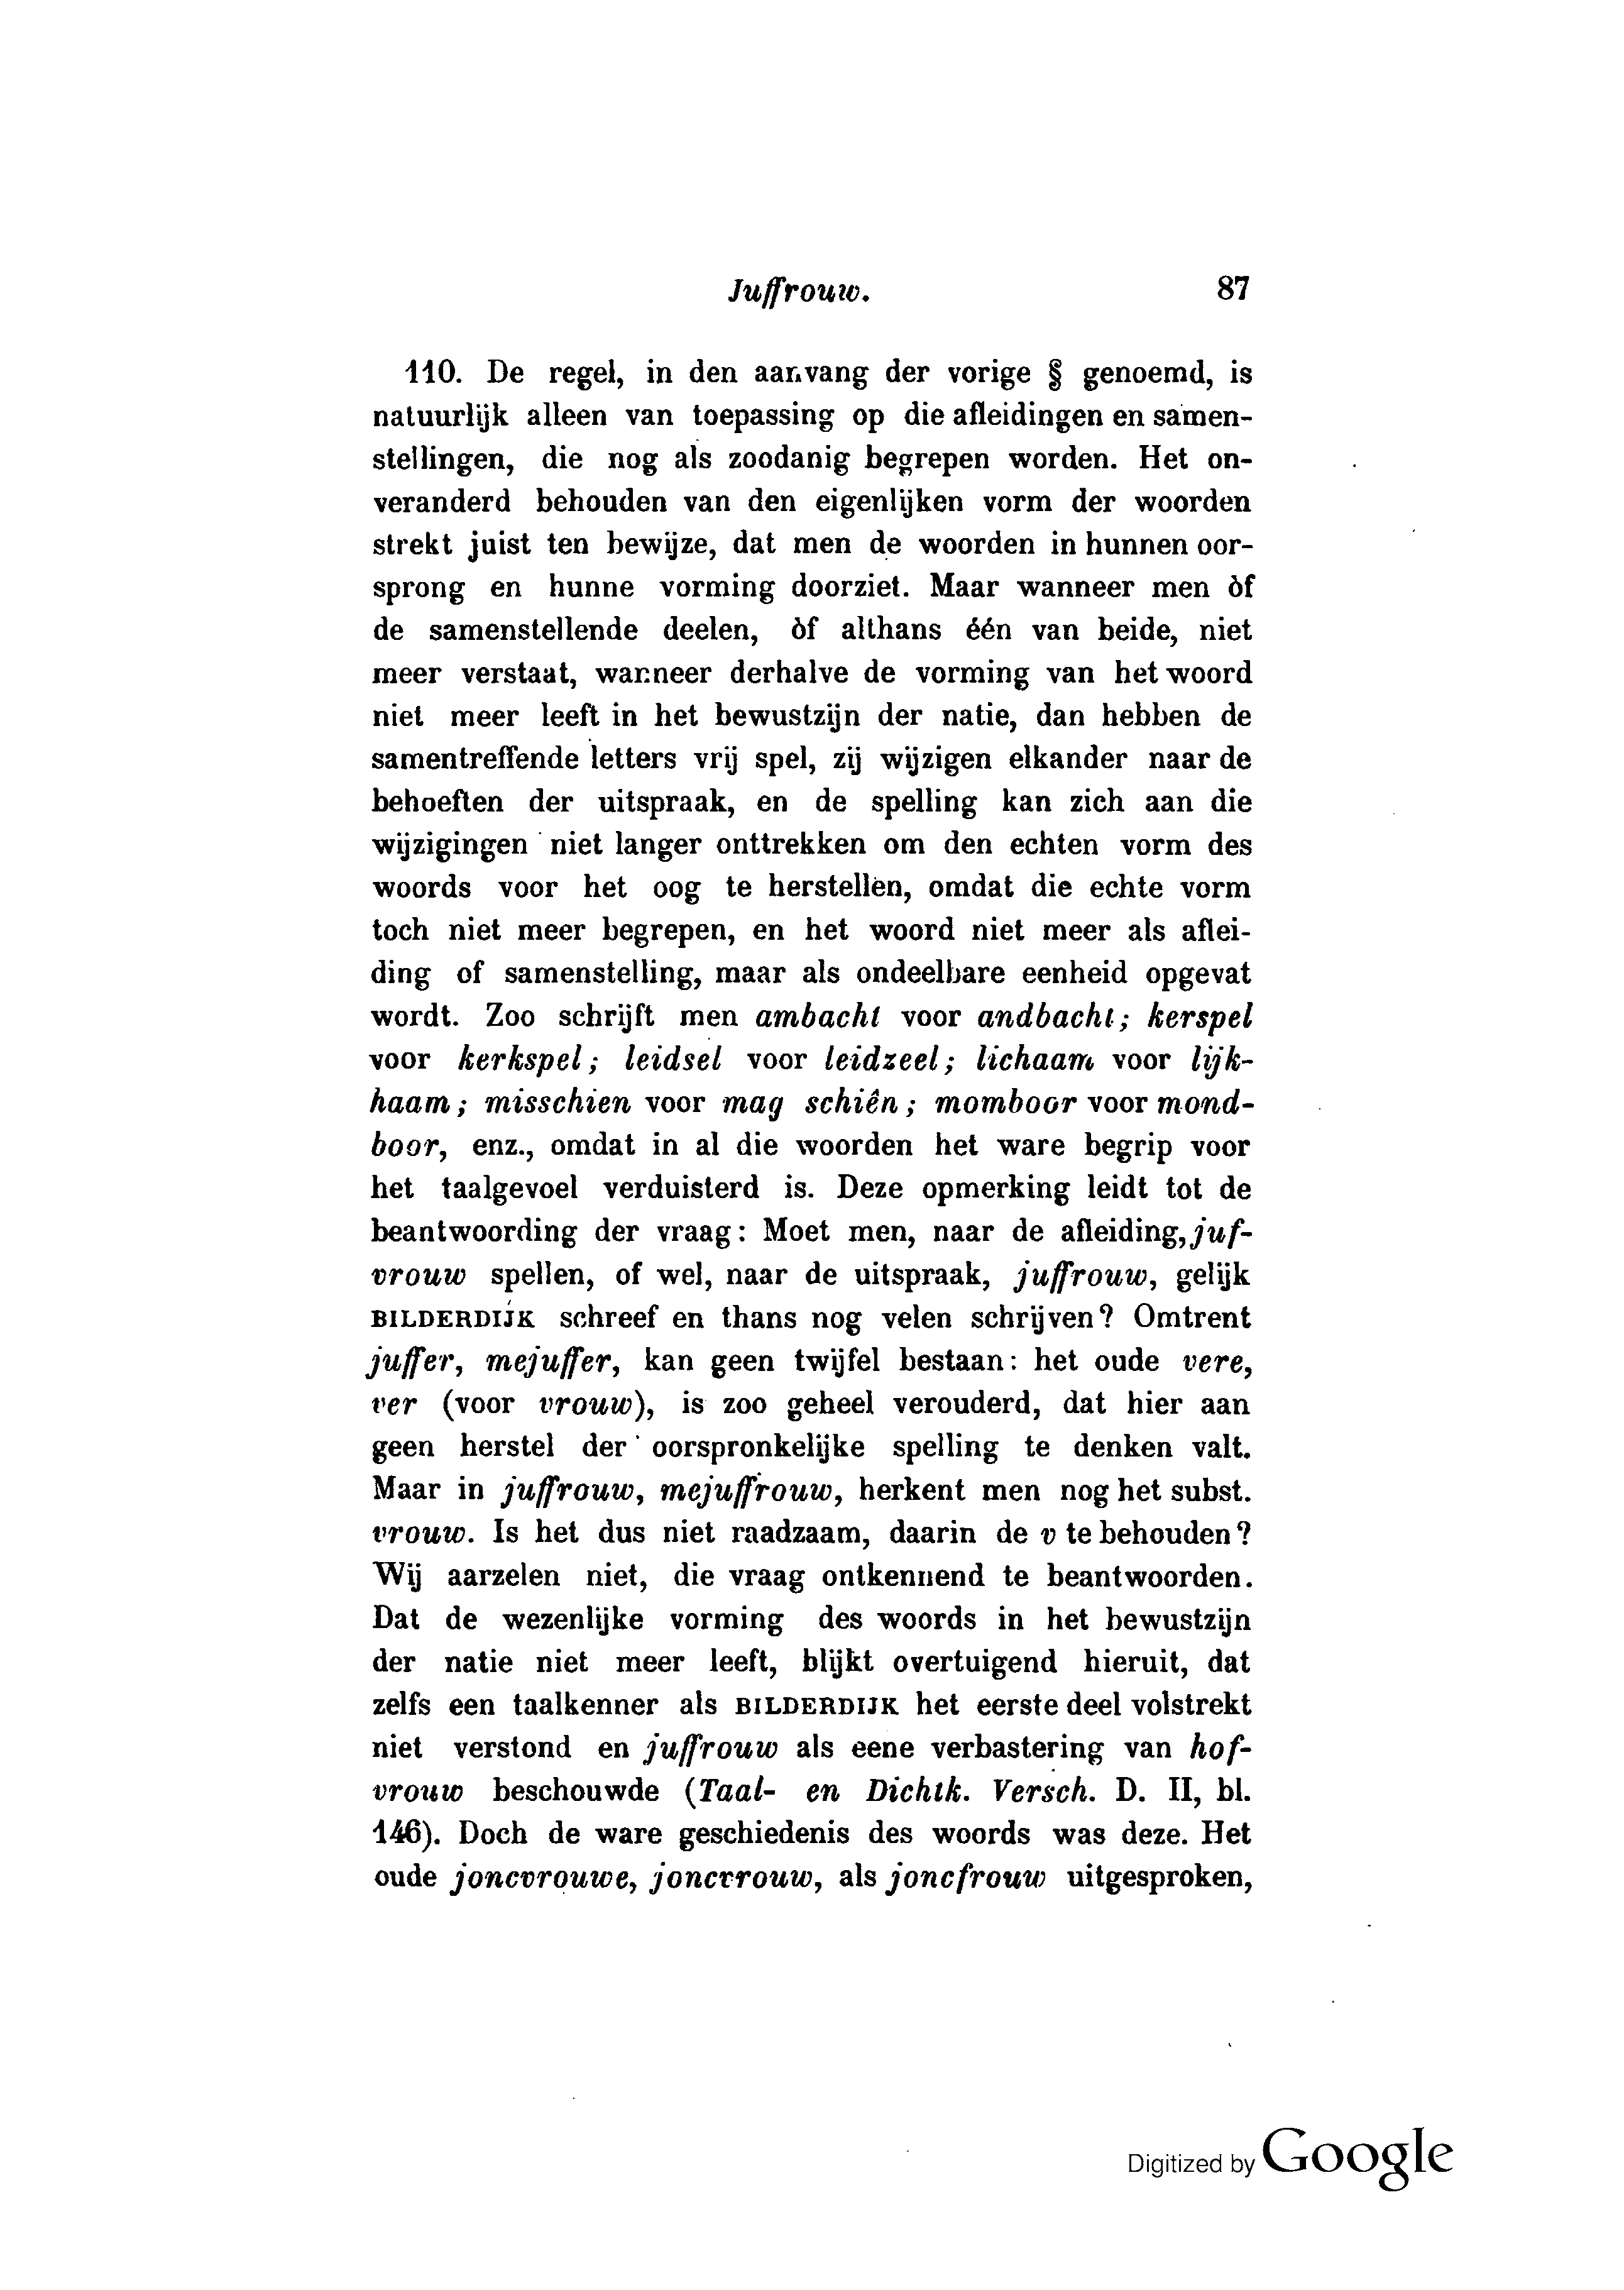 Juffrouw. 87
110. De regel, in den aanvang der vorige § genoemd, is
natuurlijk alleen van toepassing op die afleidingen en samen-
stellingen, die nog als zoodanig begrepen worden. Het on-
veranderd behouden van den eigenlijken vorm der woorden
strekt juist ten bewijze, dat men de woorden in hunnen oor-
sprong en hunne vorming doorziet. Maar wanneer men òf
de samenstellende deelen, òf althans één van beide, niet
meer verstaat, wanneer derhalve de vorming van het woord
niet meer leeft in het bewustzijn der natie, dan hebben de
samentreffende letters vrij spel, zij wijzigen elkander naar de
behoeften der uitspraak, en de spelling kan zich aan die
wijzigingen niet langer onttrekken om den echten vorm des
woords voor het oog te herstellen, omdat die echte vorm
toch niet meer begrepen, en het woord niet meer als aflei-
ding of samenstelling, maar als ondeelbare eenheid opgevat
wordt. Zoo schrijft men ambacht voor andbacht; kerspel
voor kerkspel; leidsel voor leidzeel; lichaam voor lijk-
haam; misschien voor mag schiên; momboor voor mond-
boor, enz., omdat in al die woorden het ware begrip voor
het taalgevoel verduisterd is. Deze opmerking leidt tot de
beantwoording der vraag: Moet men, naar de afleiding, juf-
vrouw spellen, of wel, naar de uitspraak, juffrouw, gelijk
BILDERDIJK schreef en thans nog velen schrijven? Omtrent
juffer, mejuffer, kan geen twijfel bestaan: het oude vere,
ver (voor vrouw), is zoo geheel verouderd, dat hier aan
geen herstel der oorspronkelijke spelling te denken valt.
Maar in juffrouw, mejuffrouw, herkent men nog het subst.
vrouw. Is het dus niet raadzaam, daarin de v te behouden?
Wij aarzelen niet, die vraag ontkennend te beantwoorden.
Dat de wezenlijke vorming des woords in het bewustzijn
der natie niet meer leeft, blijkt overtuigend hieruit, dat
zelfs een taalkenner als BILDERDIJK het eerste deel volstrekt
niet verstond en juffrouw als eene verbastering van hof-
vrouw beschouwde (Taal- en Dichtk. Versch. D. II, bl.
146). Doch de ware geschiedenis des woords was deze. Het
oude joncvrouwe, joncvrouw, als joncfrouw uitgesproken,
Digitized by Google